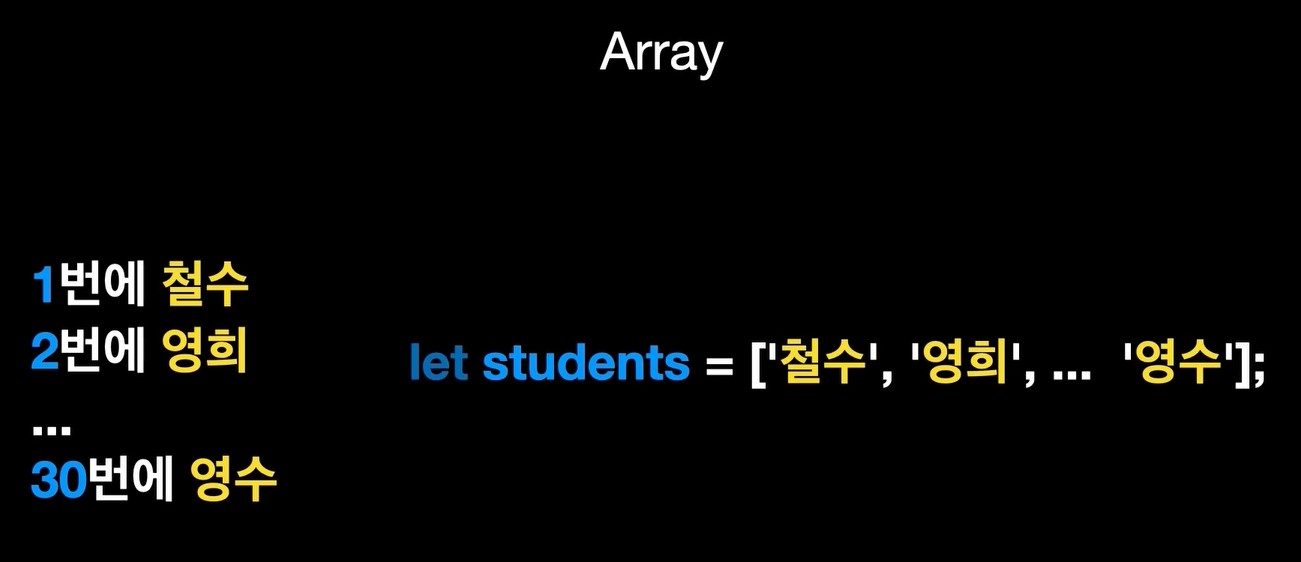 Array
1번에 철수
2번에 영희
...
30번에 영수
let students = ['철수', '영희', ... '영수'];